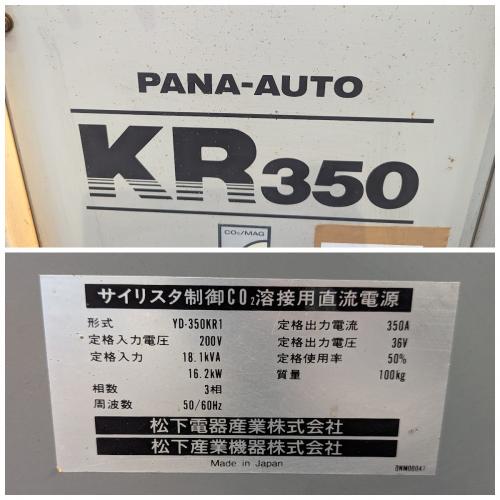 PANA-AUTO
KR350
CO₂/MAG
サイリスタ制御CO₂溶接用直流電源
形式 YD-350KR1 定格出力電流 350A
定格入力電圧 200V 定格出力電圧 36V
定格入力 18.1kVA 定格使用率 50%
16.2kW 質量 100kg
相数 3相
周波数 50/60Hz
松下電器産業株式会社
松下産業機器株式会社
Made in Japan